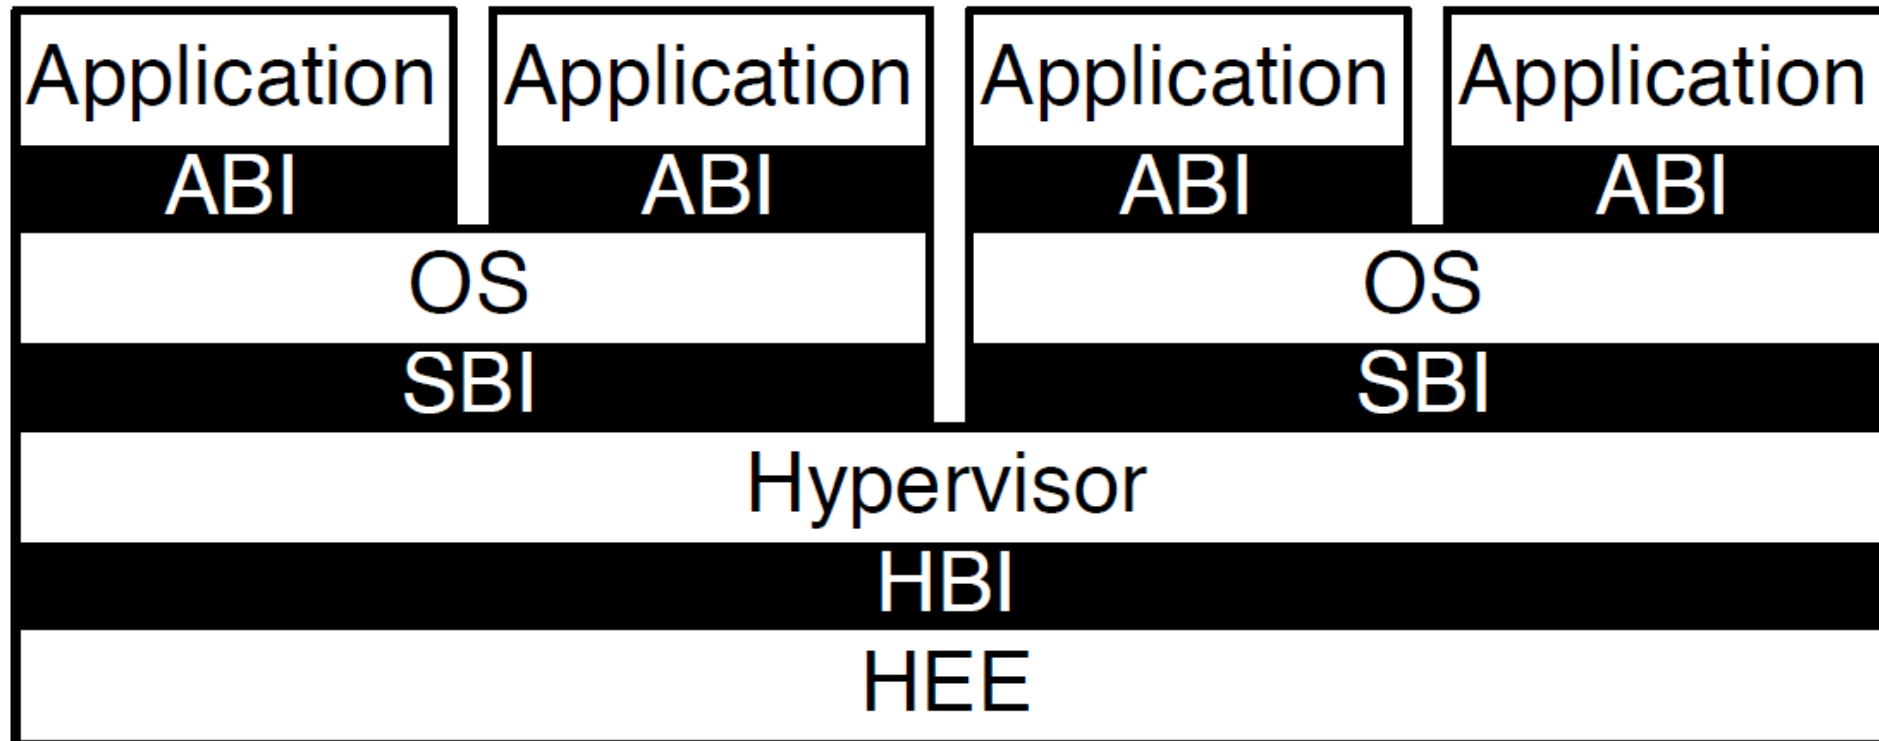 Application Application Application Application
ABI ABI ABI ABI
OS OS
SBI SBI
Hypervisor
HBI
HEE